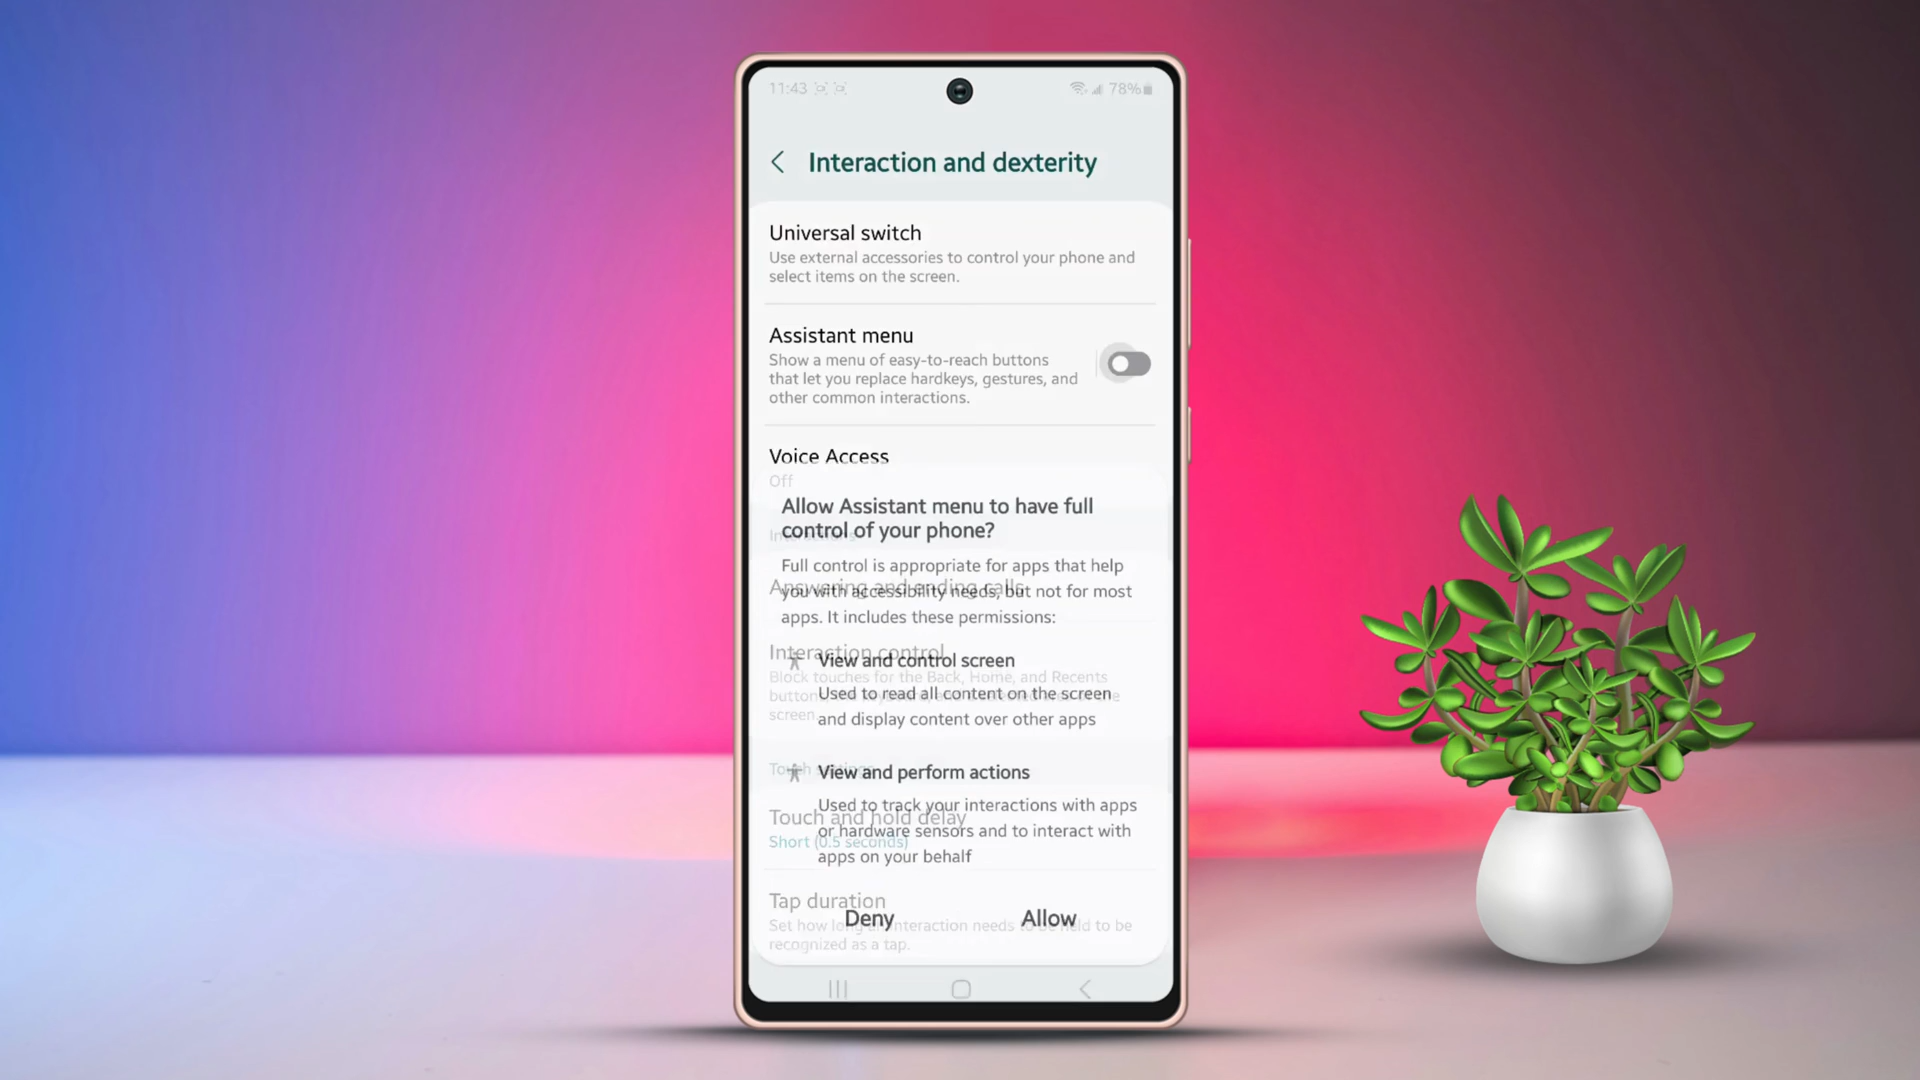 11:43
78%
Interaction and dexterity
Universal switch
Use external accessories to control your phone and
select items on the screen.
Assistant menu
Show a menu of easy-to-reach buttons
that let you replace hardkeys, gestures, and
other common interactions.
Voice Access
Off
Allow Assistant menu to have full
control of your phone?
Full control is appropriate for apps that help
Answering and ending calls
you with accessibility needs, but not for most
apps. It includes these permissions:
Interaction control
View and control screen
Block touches for the Back, Home, and Recents
Used to read all content on the screen
screen.
and display content over other apps
View and perform actions
Used to track your interactions with apps
Touch and hold delay
or hardware sensors and to interact with
Short (0.5 seconds)
apps on your behalf
Tap duration
Deny
Allow
Set how long an interaction needs to be held to be
recognized as a tap.